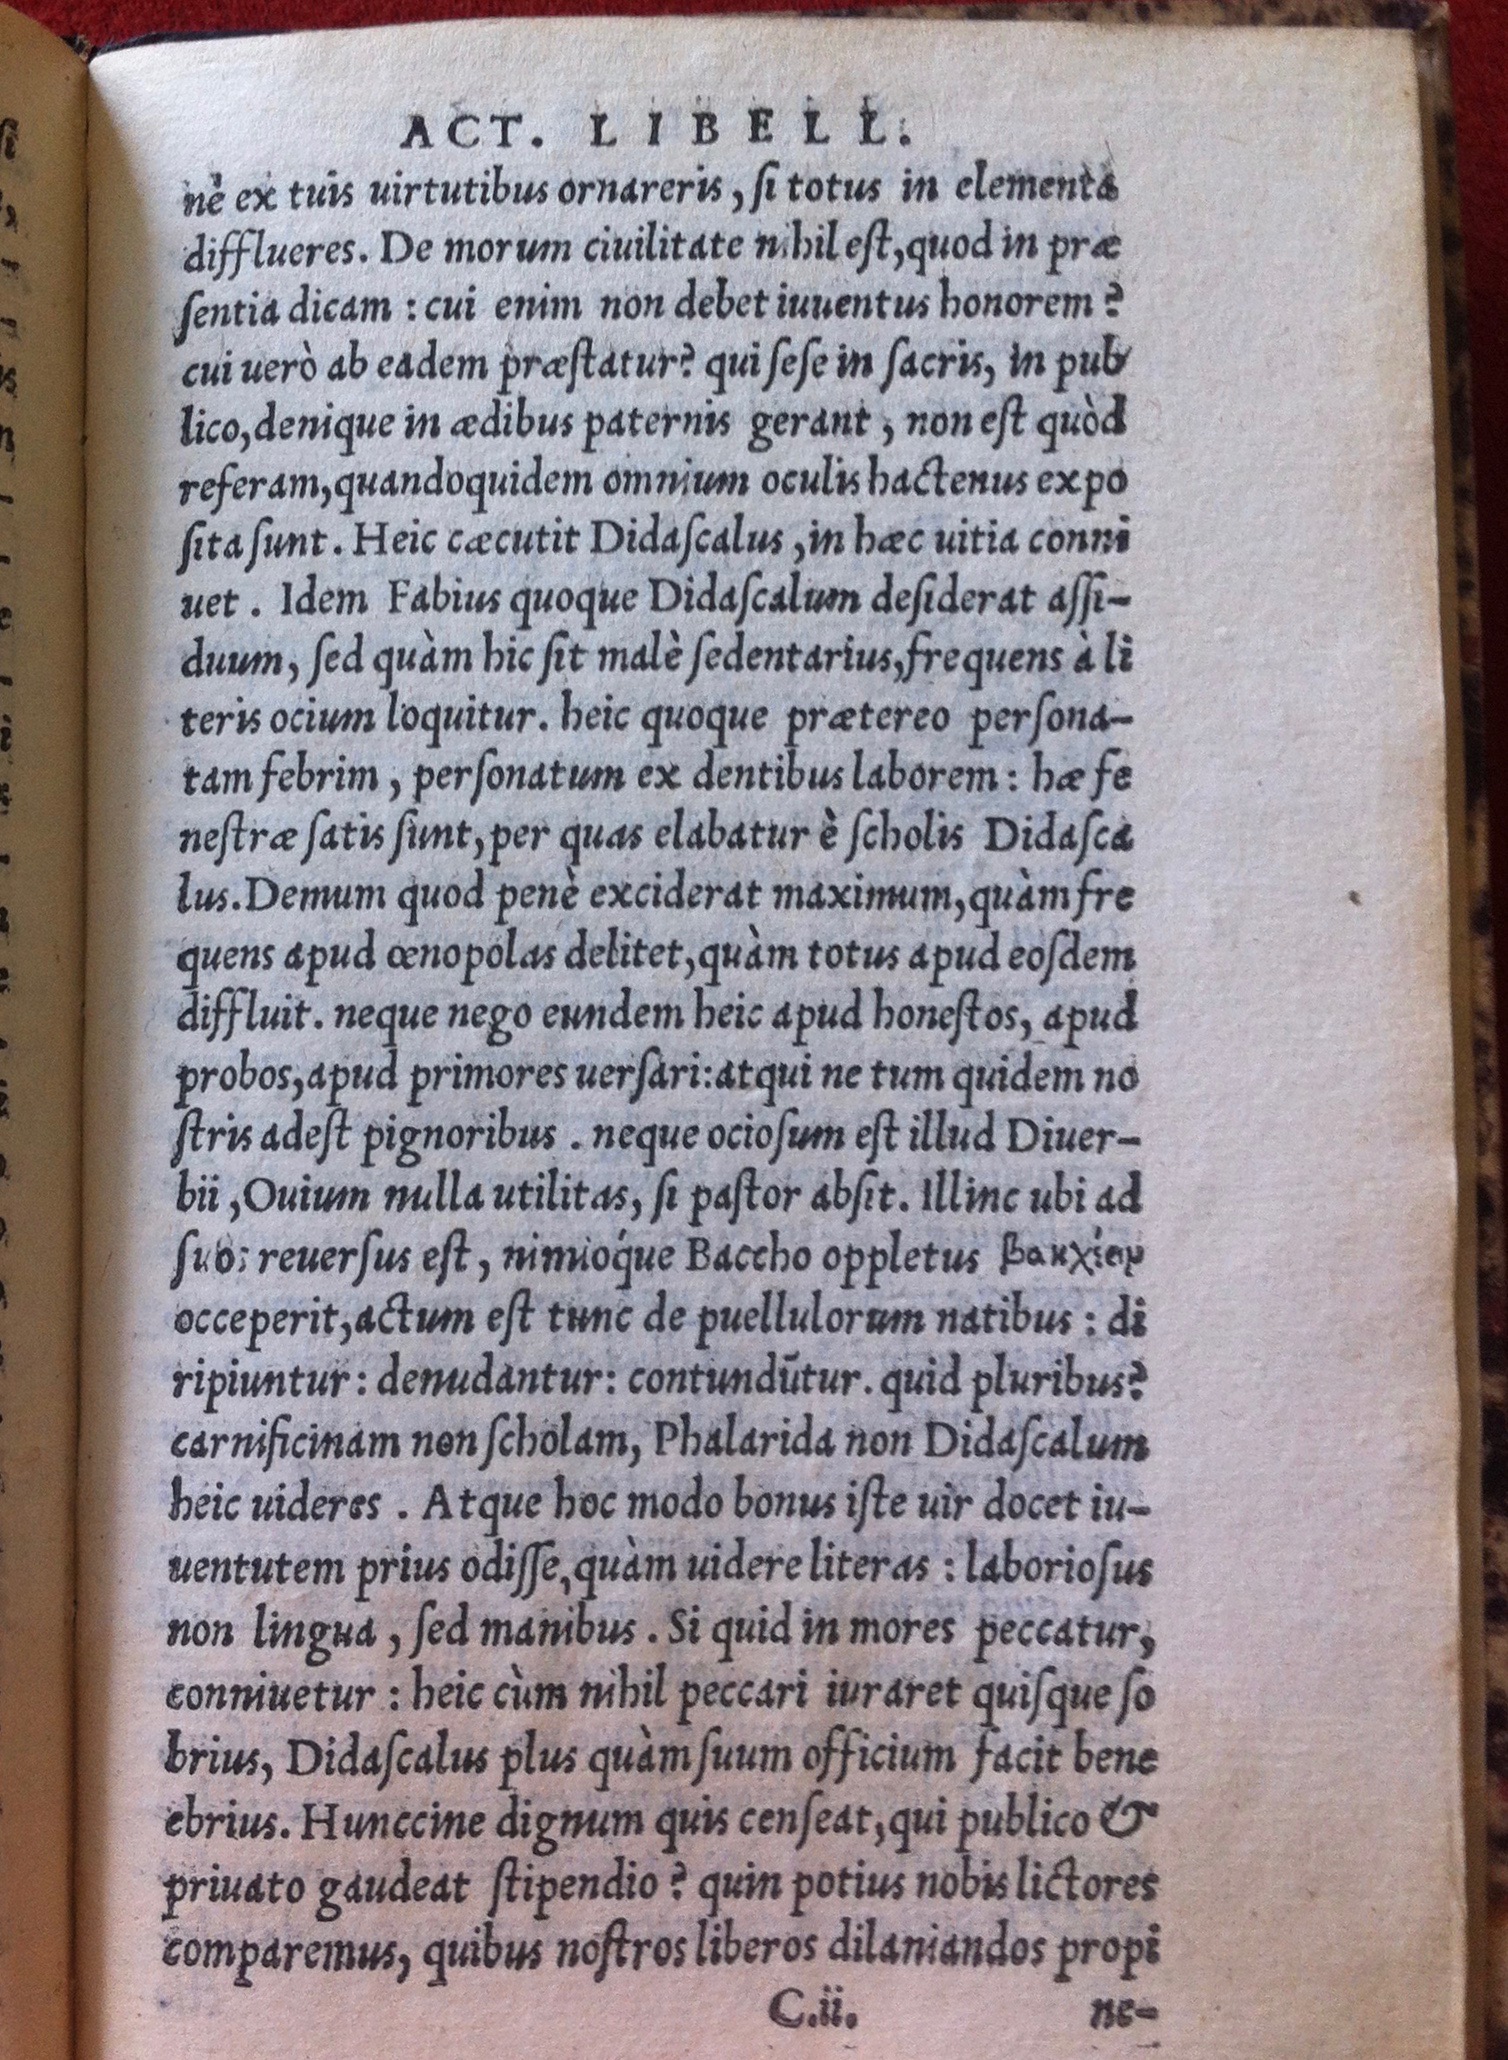 ACT. LIBELL.
nè ex tuis uirtutibus ornareris, ſi totus in elementa
difflueres. De morum ciuilitate nihil eſt, quod in præ
ſentia dicam : cui enim non debet iuuentus honorem?
cui uerò ab eadem præſtatur? qui ſeſe in ſacris, in pub
lico, denique in ædibus paternis gerant, non eſt quòd
referam, quandoquidem omnium oculis hactenus expo
ſita ſunt. Heic cæcutit Didaſcalus, in hæc uitia conni
uet. Idem Fabius quoque Didaſcalum deſiderat aſſi-
duum, ſed quàm hic ſit malè ſedentarius, frequens à li
teris ocium loquitur. heic quoque prætereo perſona-
tam febrim, perſonatum ex dentibus laborem: hæ fe
neſtræ ſatis ſunt, per quas elabatur è ſcholis Didaſca
lus. Demum quod penè exciderat maximum, quàm fre
quens apud œnopolas delitet, quàm totus apud eoſdem
diffluit. neque nego eundem heic apud honeſtos, apud
probos, apud primores uerſari: atqui ne tum quidem no
ſtris adeſt pignoribus. neque ocioſum eſt illud Diuer-
bii, Ouium nulla utilitas, ſi paſtor abſit. Illinc ubi ad
ſuos reuerſus eſt, nimióque Baccho oppletus
occeperit, actum eſt tunc de puellulorum natibus: di
ripiuntur: denudantur: contundūtur. quid pluribus?
carnificinam non ſcholam, Phalarida non Didaſcalum
heic uideres. Atque hoc modo bonus iſte uir docet iu-
uentutem prius odiſſe, quàm uidere literas: laborioſus
non lingua, ſed manibus. Si quid in mores peccatur,
conniuetur: heic cùm nihil peccari iuraret quiſque ſo
brius, Didaſcalus plus quàm ſuum officium facit bene
ebrius. Hunccine dignum quis cenſeat, qui publico &
priuato gaudeat ſtipendio? quin potius nobis lictores
comparemus, quibus noſtros liberos dilaniandos propi
C.ii. ne-